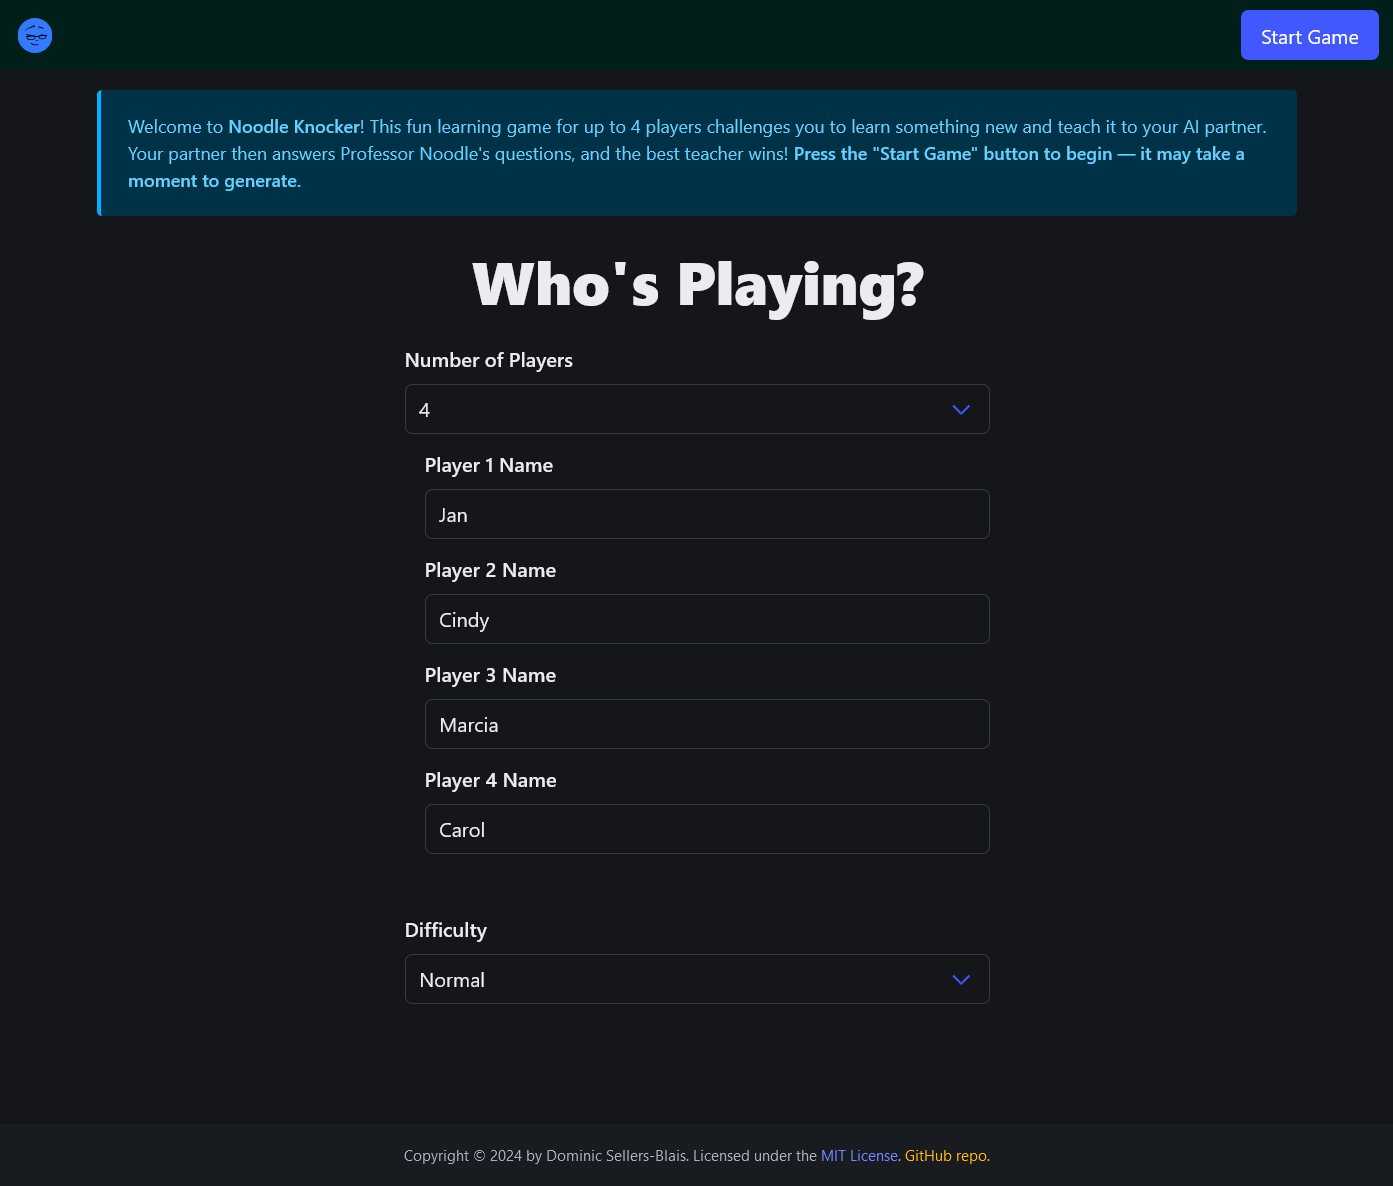 Start Game
Welcome to Noodle Knocker! This fun learning game for up to 4 players challenges you to learn something new and teach it to your AI partner.
Your partner then answers Professor Noodle's questions, and the best teacher wins! Press the "Start Game" button to begin — it may take a
moment to generate.
Who's Playing?
Number of Players
4
Player 1 Name
Jan
Player 2 Name
Cindy
Player 3 Name
Marcia
Player 4 Name
Carol
Difficulty
Normal
Copyright © 2024 by Dominic Sellers-Blais. Licensed under the MIT License. GitHub repo.